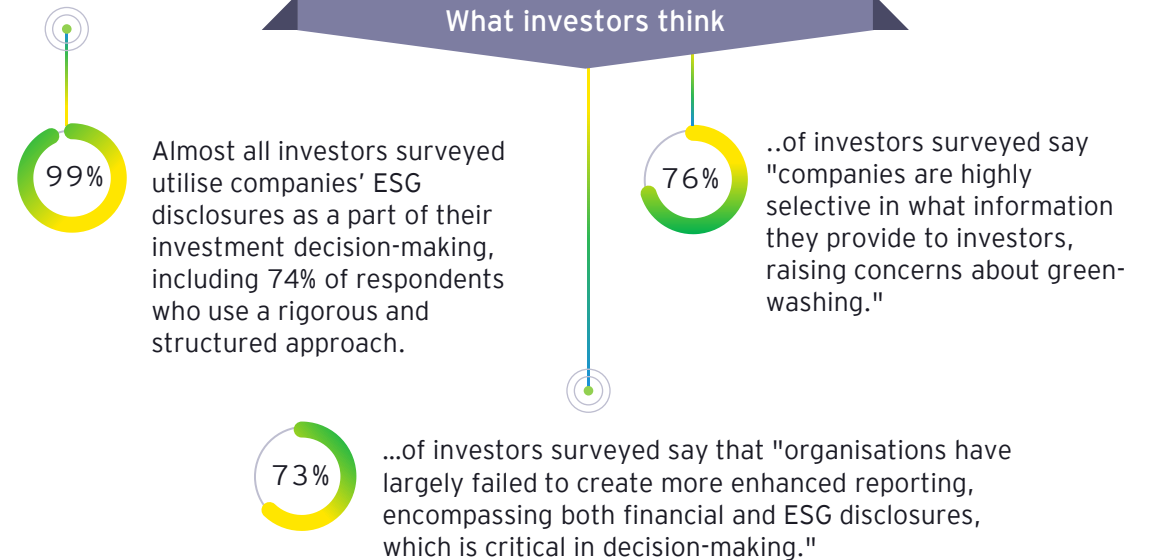 What investors think
99%
Almost all investors surveyed
utilise companies’ ESG
disclosures as a part of their
investment decision-making,
including 74% of respondents
who use a rigorous and
structured approach.
76%
..of investors surveyed say
"companies are highly
selective in what information
they provide to investors,
raising concerns about green-
washing."
73%
...of investors surveyed say that "organisations have
largely failed to create more enhanced reporting,
encompassing both financial and ESG disclosures,
which is critical in decision-making."